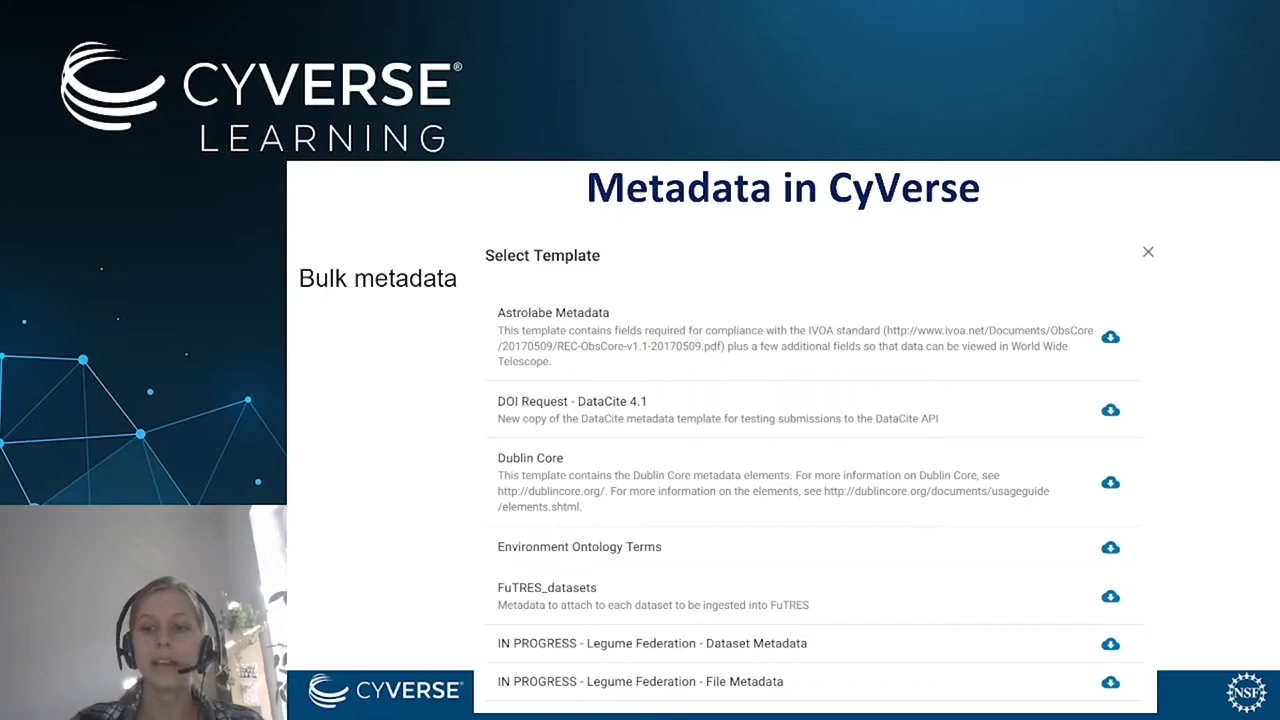 CYVERSE®
LEARNING
Metadata in CyVerse
Bulk metadata
Select Template
Astrolabe Metadata
This template contains fields required for compliance with the IVOA standard (http://www.ivoa.net/Documents/ObsCore
/20170509/REC-ObsCore-v1.1-20170509.pdf) plus a few additional fields so that data can be viewed in World Wide
Telescope.
DOI Request - DataCite 4.1
New copy of the DataCite metadata template for testing submissions to the DataCite API
Dublin Core
This template contains the Dublin Core metadata elements. For more information on Dublin Core, see
http://dublincore.org/. For more information on the elements, see http://dublincore.org/documents/usageguide
/elements.shtml.
Environment Ontology Terms
FuTRES_datasets
Metadata to attach to each dataset to be ingested into FuTRES
IN PROGRESS - Legume Federation - Dataset Metadata
IN PROGRESS - Legume Federation - File Metadata
CYVERSE®
NSF